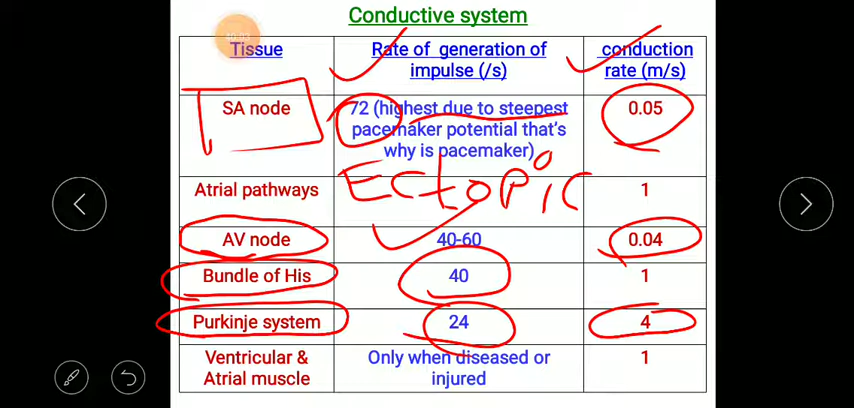 Conductive system
Tissue
Rate of generation of
impulse (/s)
conduction
rate (m/s)
SA node
72 (highest due to steepest
pacemaker potential that's
why is pacemaker)
0.05
Atrial pathways
Ectopic
1
AV node
40-60
0.04
Bundle of His
40
1
Purkinje system
24
4
Ventricular &
Atrial muscle
Only when diseased or
injured
1